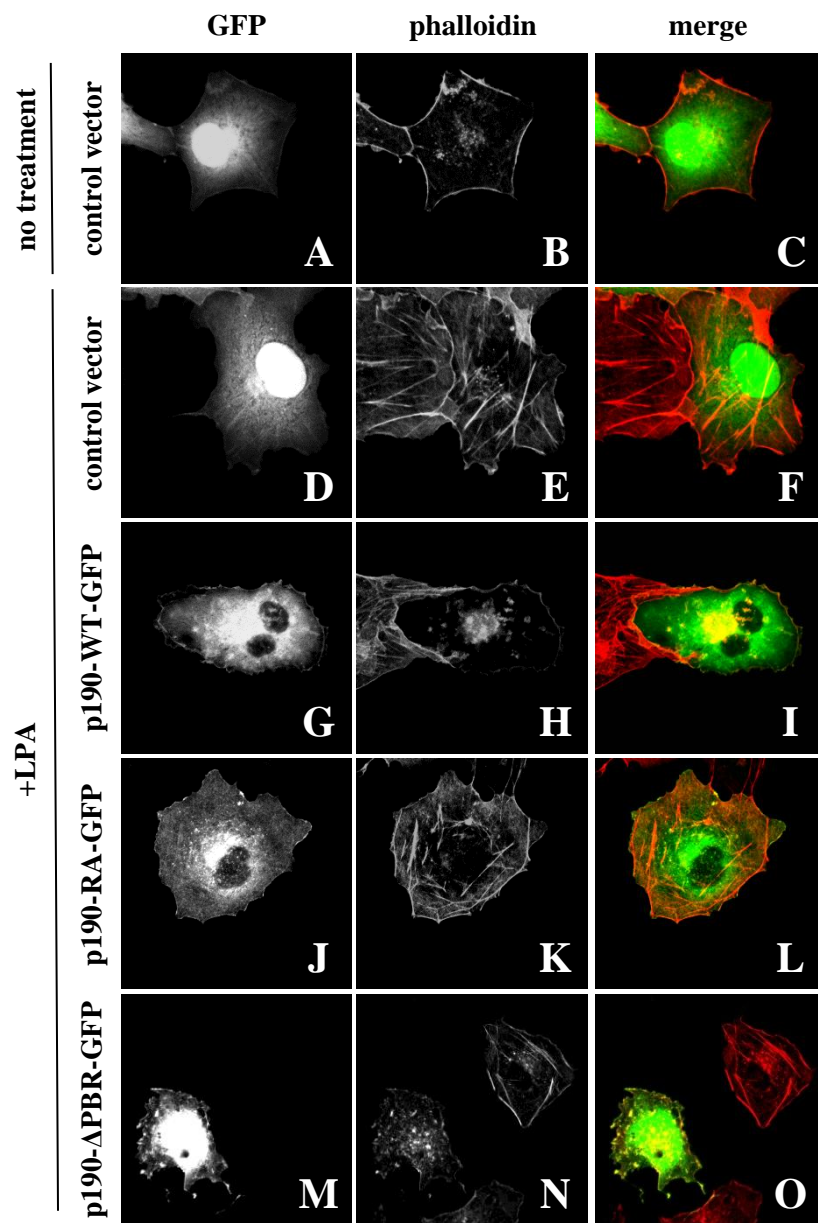 GFP phalloidin merge
no treatment
control vector
A B C
+LPA
control vector
D E F
p190-WT-GFP
G H I
p190-RA-GFP
J K L
p190-ΔPBR-GFP
M N O